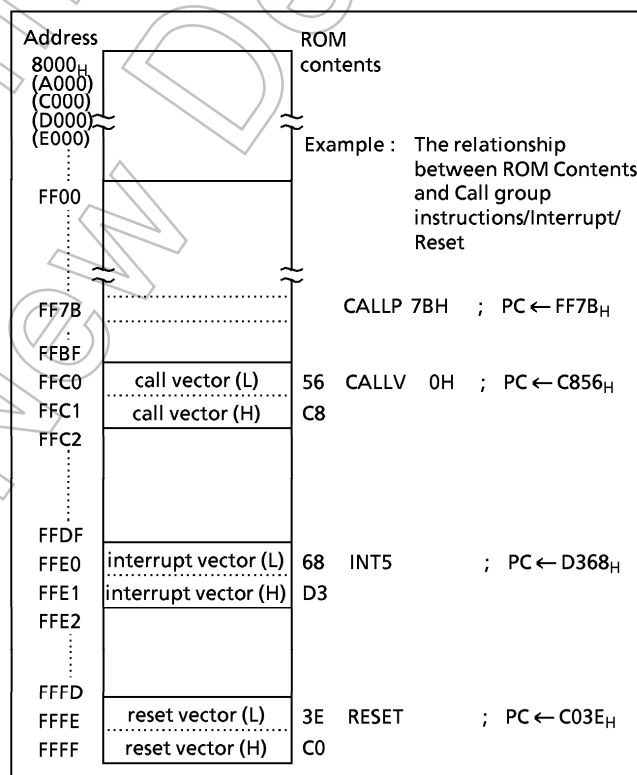 Address
ROM
contents
8000H
(A000)
(C000)
(D000)
(E000)
Example : The relationship
between ROM Contents
and Call group
instructions/Interrupt/
Reset
FF00
FF7B CALLP 7BH ; PC←FF7BH
FFBF
FFC0 call vector (L) 56 CALLV 0H ; PC←C856H
FFC1 call vector (H) C8
FFC2
FFDF
FFE0 interrupt vector (L) 68 INT5 ; PC←D368H
FFE1 interrupt vector (H) D3
FFE2
FFFD
FFFE reset vector (L) 3E RESET ; PC←C03EH
FFFF reset vector (H) C0
New D